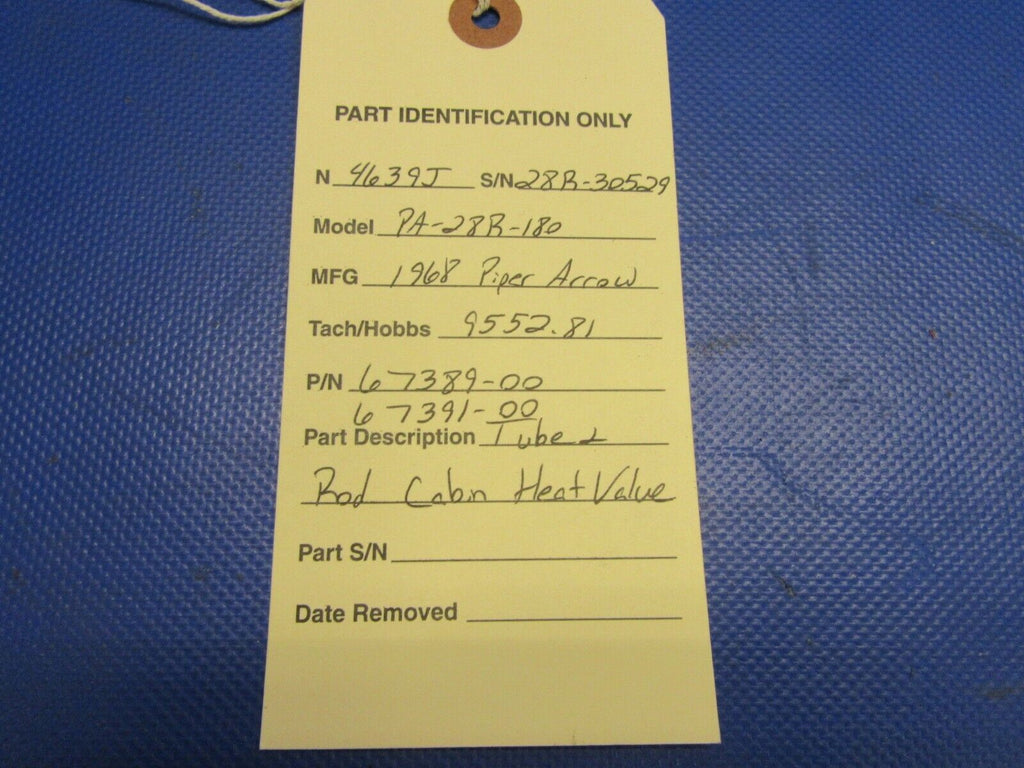 PART IDENTIFICATION ONLY
N 4639J S/N 28R-30529
Model PA-28R-180
MFG 1968 Piper Arrow
Tach/Hobbs 9552.81
P/N 67389-00
67391-00
Part Description Tube &
Rod Cabin Heat Valve
Part S/N
Date Removed